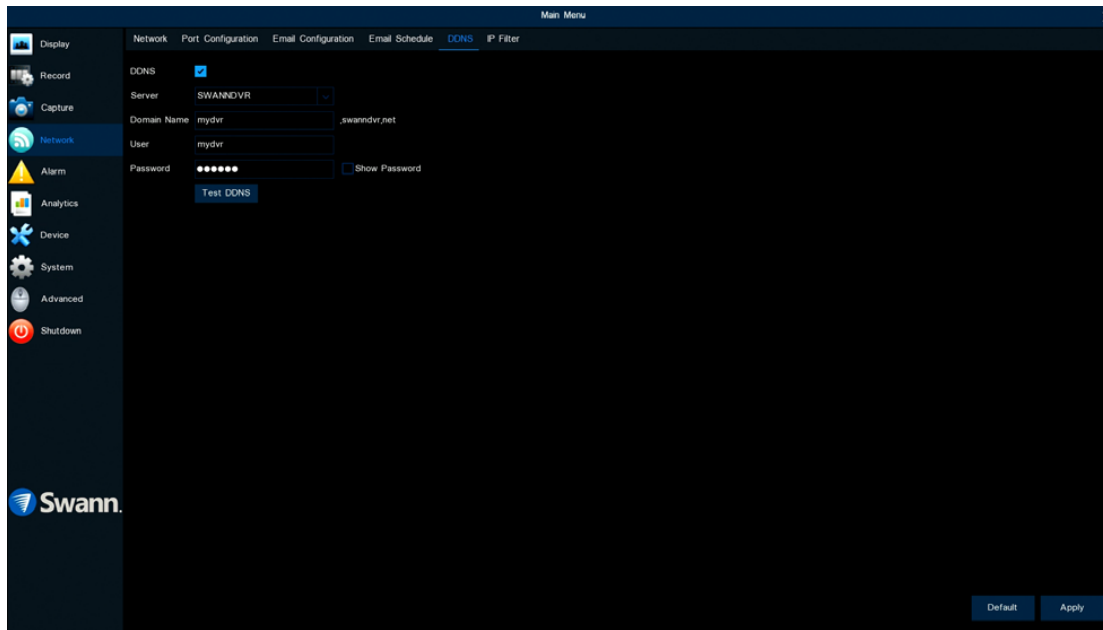 Main Menu
Display
Network Port Configuration Email Configuration Email Schedule DDNS IP Filter
Record
DDNS
Server SWANNDVR
Capture
Domain Name mydvr ,swanndvr,net
Network
User mydvr
Alarm
Password ●●●●●● Show Password
Test DDNS
Analytics
Device
System
Advanced
Shutdown
Swann.
Default Apply